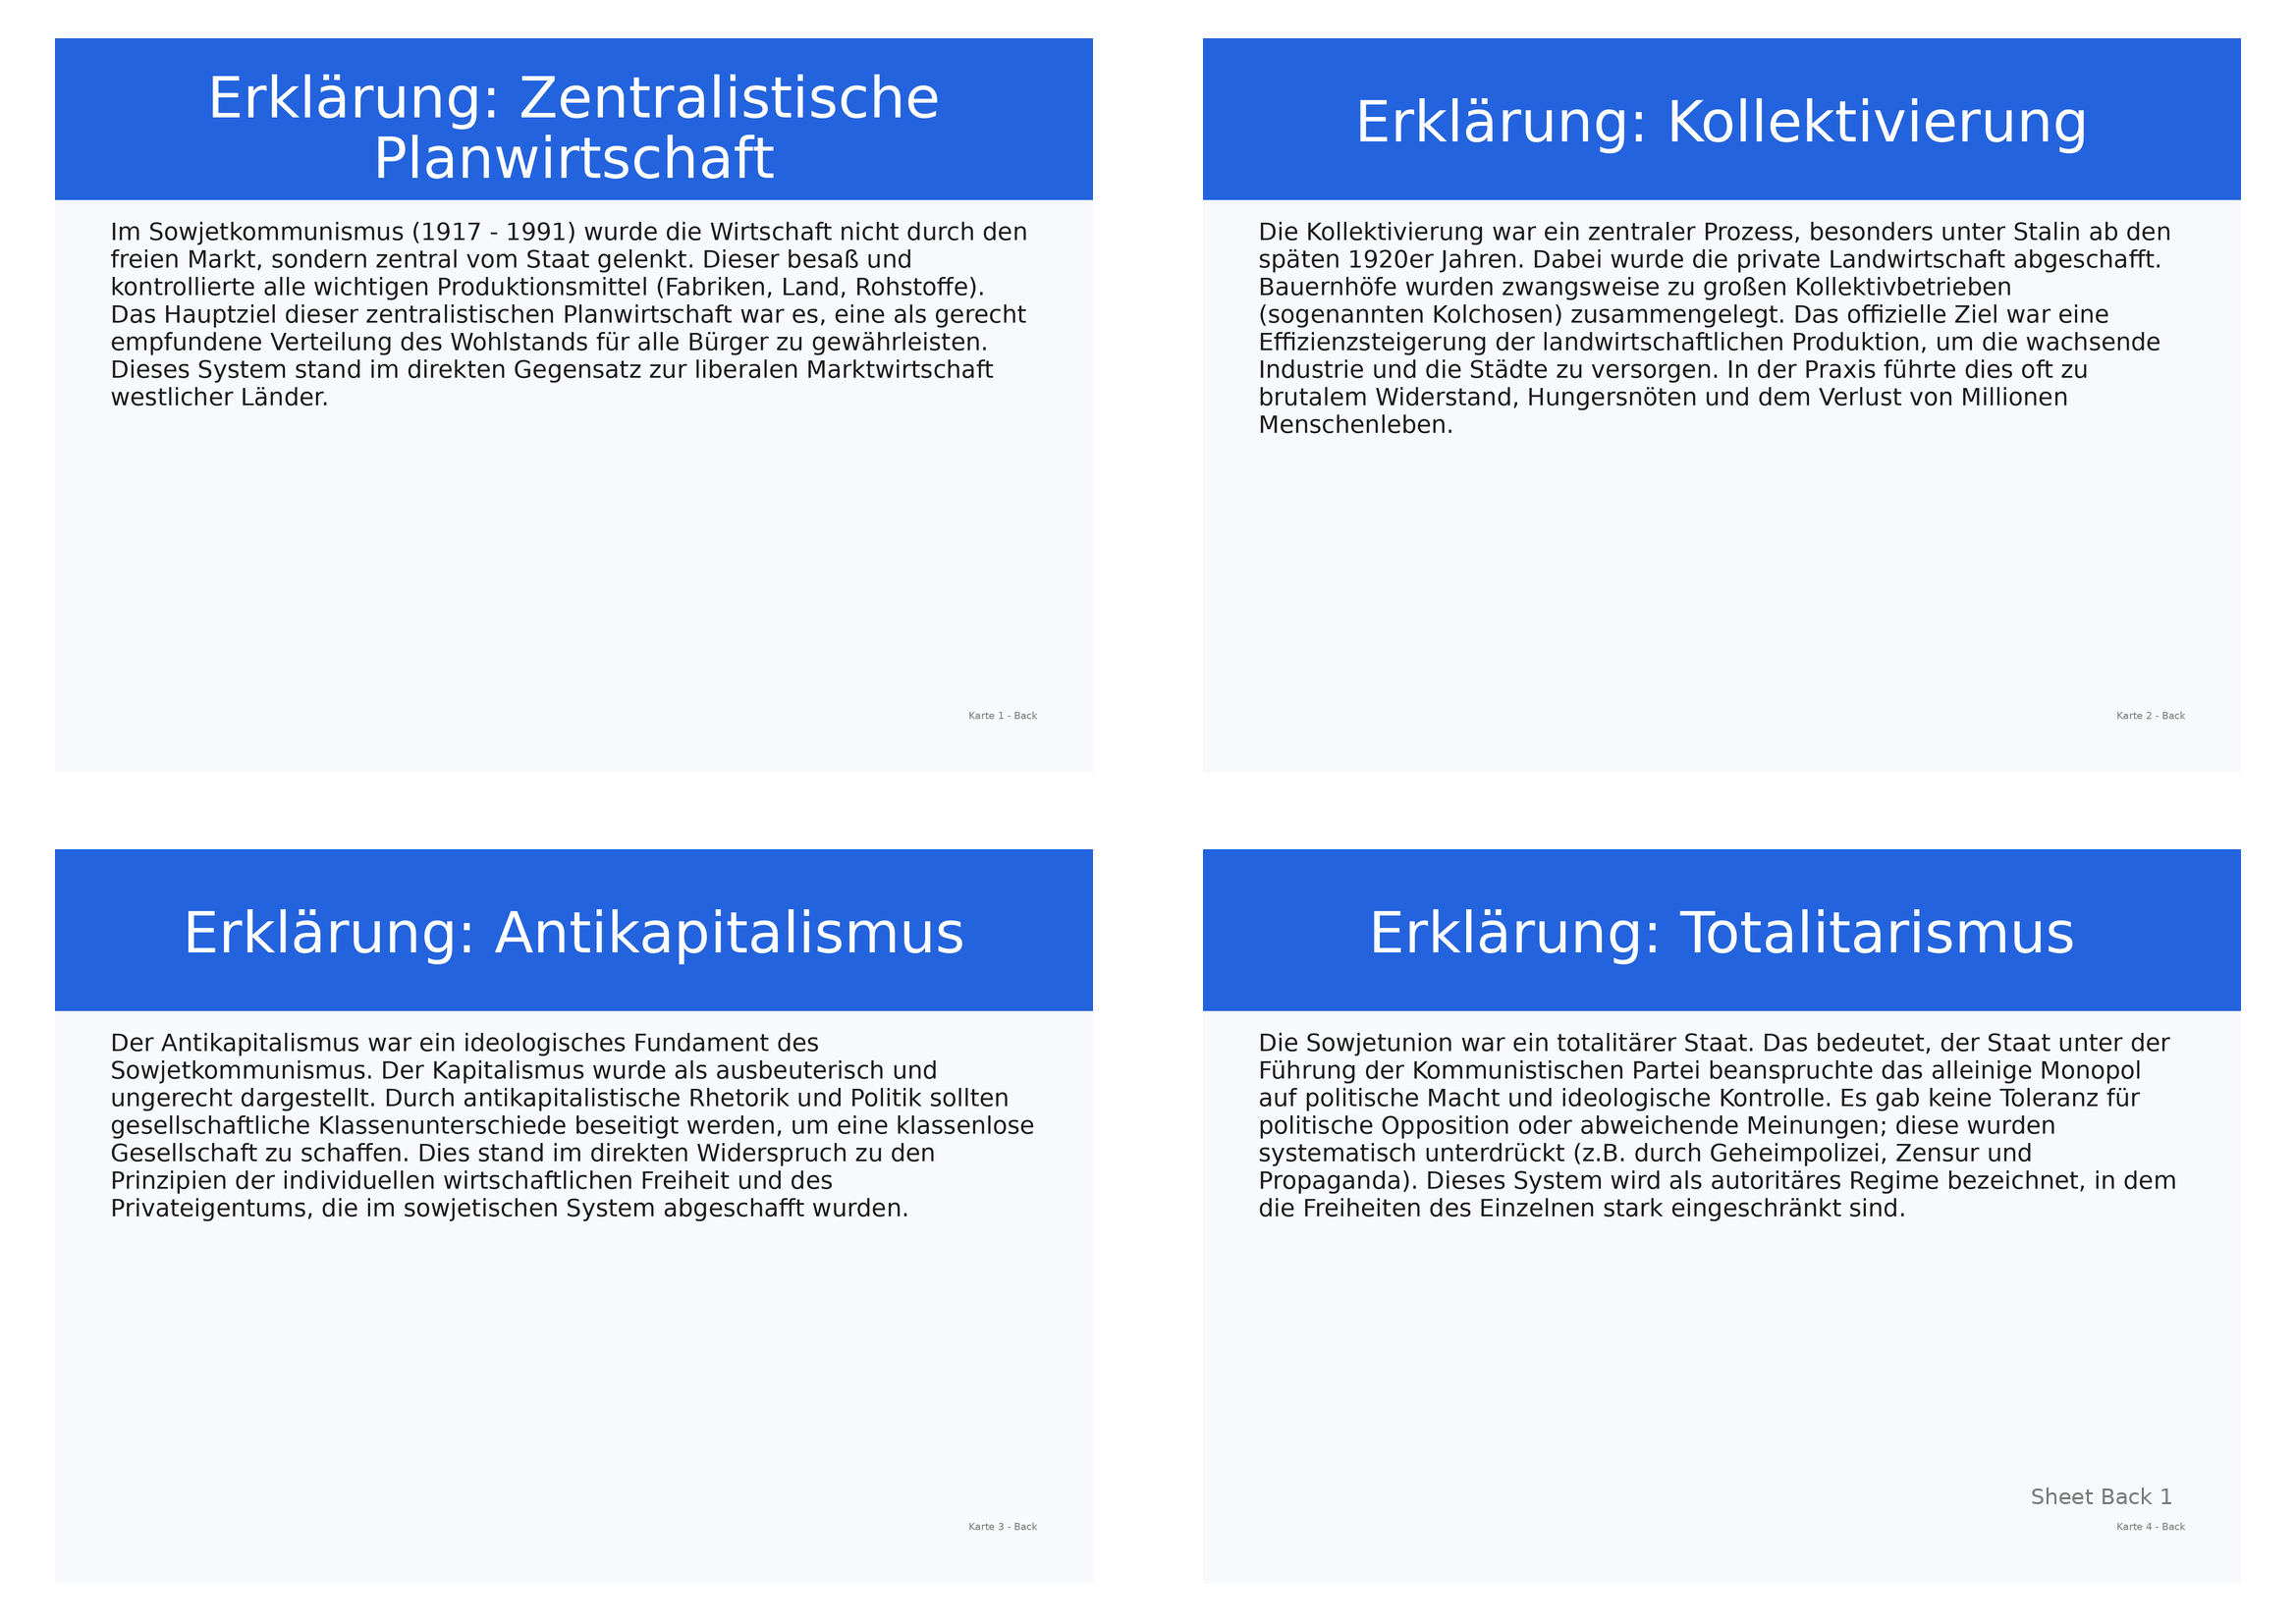 Erklärung: Zentralistische
Planwirtschaft
Im Sowjetkommunismus (1917 - 1991) wurde die Wirtschaft nicht durch den
freien Markt, sondern zentral vom Staat gelenkt. Dieser besaß und
kontrollierte alle wichtigen Produktionsmittel (Fabriken, Land, Rohstoffe).
Das Hauptziel dieser zentralistischen Planwirtschaft war es, eine als gerecht
empfundene Verteilung des Wohlstands für alle Bürger zu gewährleisten.
Dieses System stand im direkten Gegensatz zur liberalen Marktwirtschaft
westlicher Länder.
Karte 1 - Back
Erklärung: Kollektivierung
Die Kollektivierung war ein zentraler Prozess, besonders unter Stalin ab den
späten 1920er Jahren. Dabei wurde die private Landwirtschaft abgeschafft.
Bauernhöfe wurden zwangsweise zu großen Kollektivbetrieben
(sogenannten Kolchosen) zusammengelegt. Das offizielle Ziel war eine
Effizienzsteigerung der landwirtschaftlichen Produktion, um die wachsende
Industrie und die Städte zu versorgen. In der Praxis führte dies oft zu
brutalem Widerstand, Hungersnöten und dem Verlust von Millionen
Menschenleben.
Karte 2 - Back
Erklärung: Antikapitalismus
Der Antikapitalismus war ein ideologisches Fundament des
Sowjetkommunismus. Der Kapitalismus wurde als ausbeuterisch und
ungerecht dargestellt. Durch antikapitalistische Rhetorik und Politik sollten
gesellschaftliche Klassenunterschiede beseitigt werden, um eine klassenlose
Gesellschaft zu schaffen. Dies stand im direkten Widerspruch zu den
Prinzipien der individuellen wirtschaftlichen Freiheit und des
Privateigentums, die im sowjetischen System abgeschafft wurden.
Karte 3 - Back
Erklärung: Totalitarismus
Die Sowjetunion war ein totalitärer Staat. Das bedeutet, der Staat unter der
Führung der Kommunistischen Partei beanspruchte das alleinige Monopol
auf politische Macht und ideologische Kontrolle. Es gab keine Toleranz für
politische Opposition oder abweichende Meinungen; diese wurden
systematisch unterdrückt (z.B. durch Geheimpolizei, Zensur und
Propaganda). Dieses System wird als autoritäres Regime bezeichnet, in dem
die Freiheiten des Einzelnen stark eingeschränkt sind.
Sheet Back 1
Karte 4 - Back